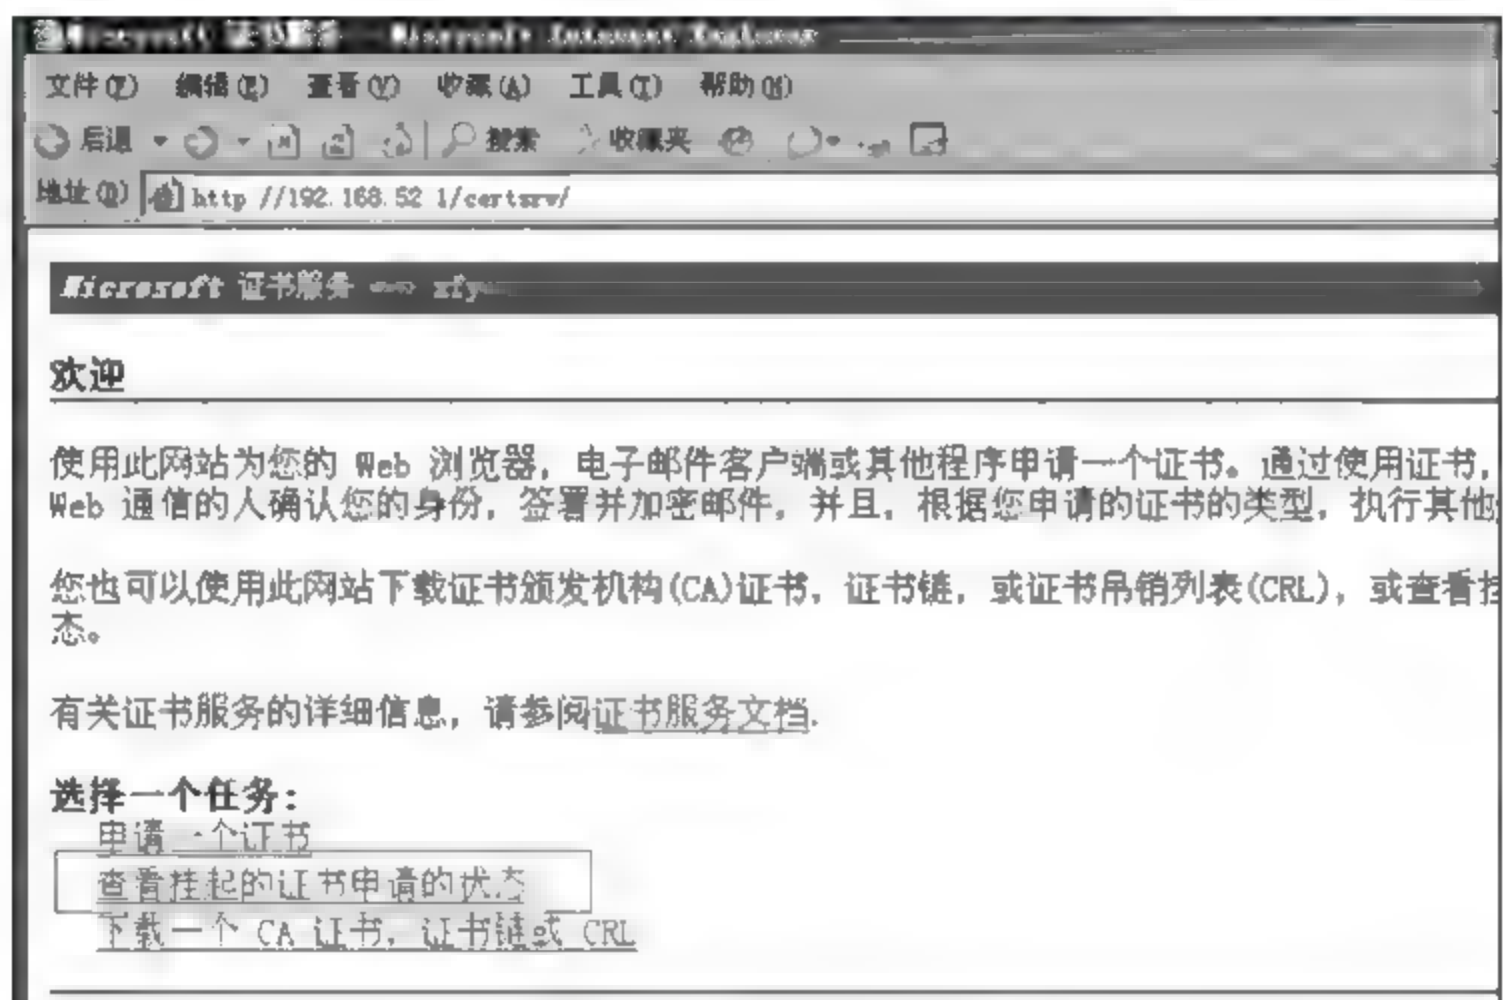 Microsoft 证书服务 - Microsoft Internet Explorer
文件(F) 编辑(E) 查看(V) 收藏(A) 工具(T) 帮助(H)
后退 搜索 收藏夹
地址(D) http //192.168.52 1/certsrv/
Microsoft 证书服务
欢迎
使用此网站为您的 Web 浏览器，电子邮件客户端或其他程序申请一个证书。通过使用证书，
Web 通信的人确认您的身份，签署并加密邮件，并且，根据您申请的证书的类型，执行其他
您也可以使用此网站下载证书颁发机构(CA)证书，证书链，或证书吊销列表(CRL)，或查看挂
态。
有关证书服务的详细信息，请参阅证书服务文档.
选择一个任务：
申请一个证书
查看挂起的证书申请的状态
下载一个 CA 证书，证书链或 CRL